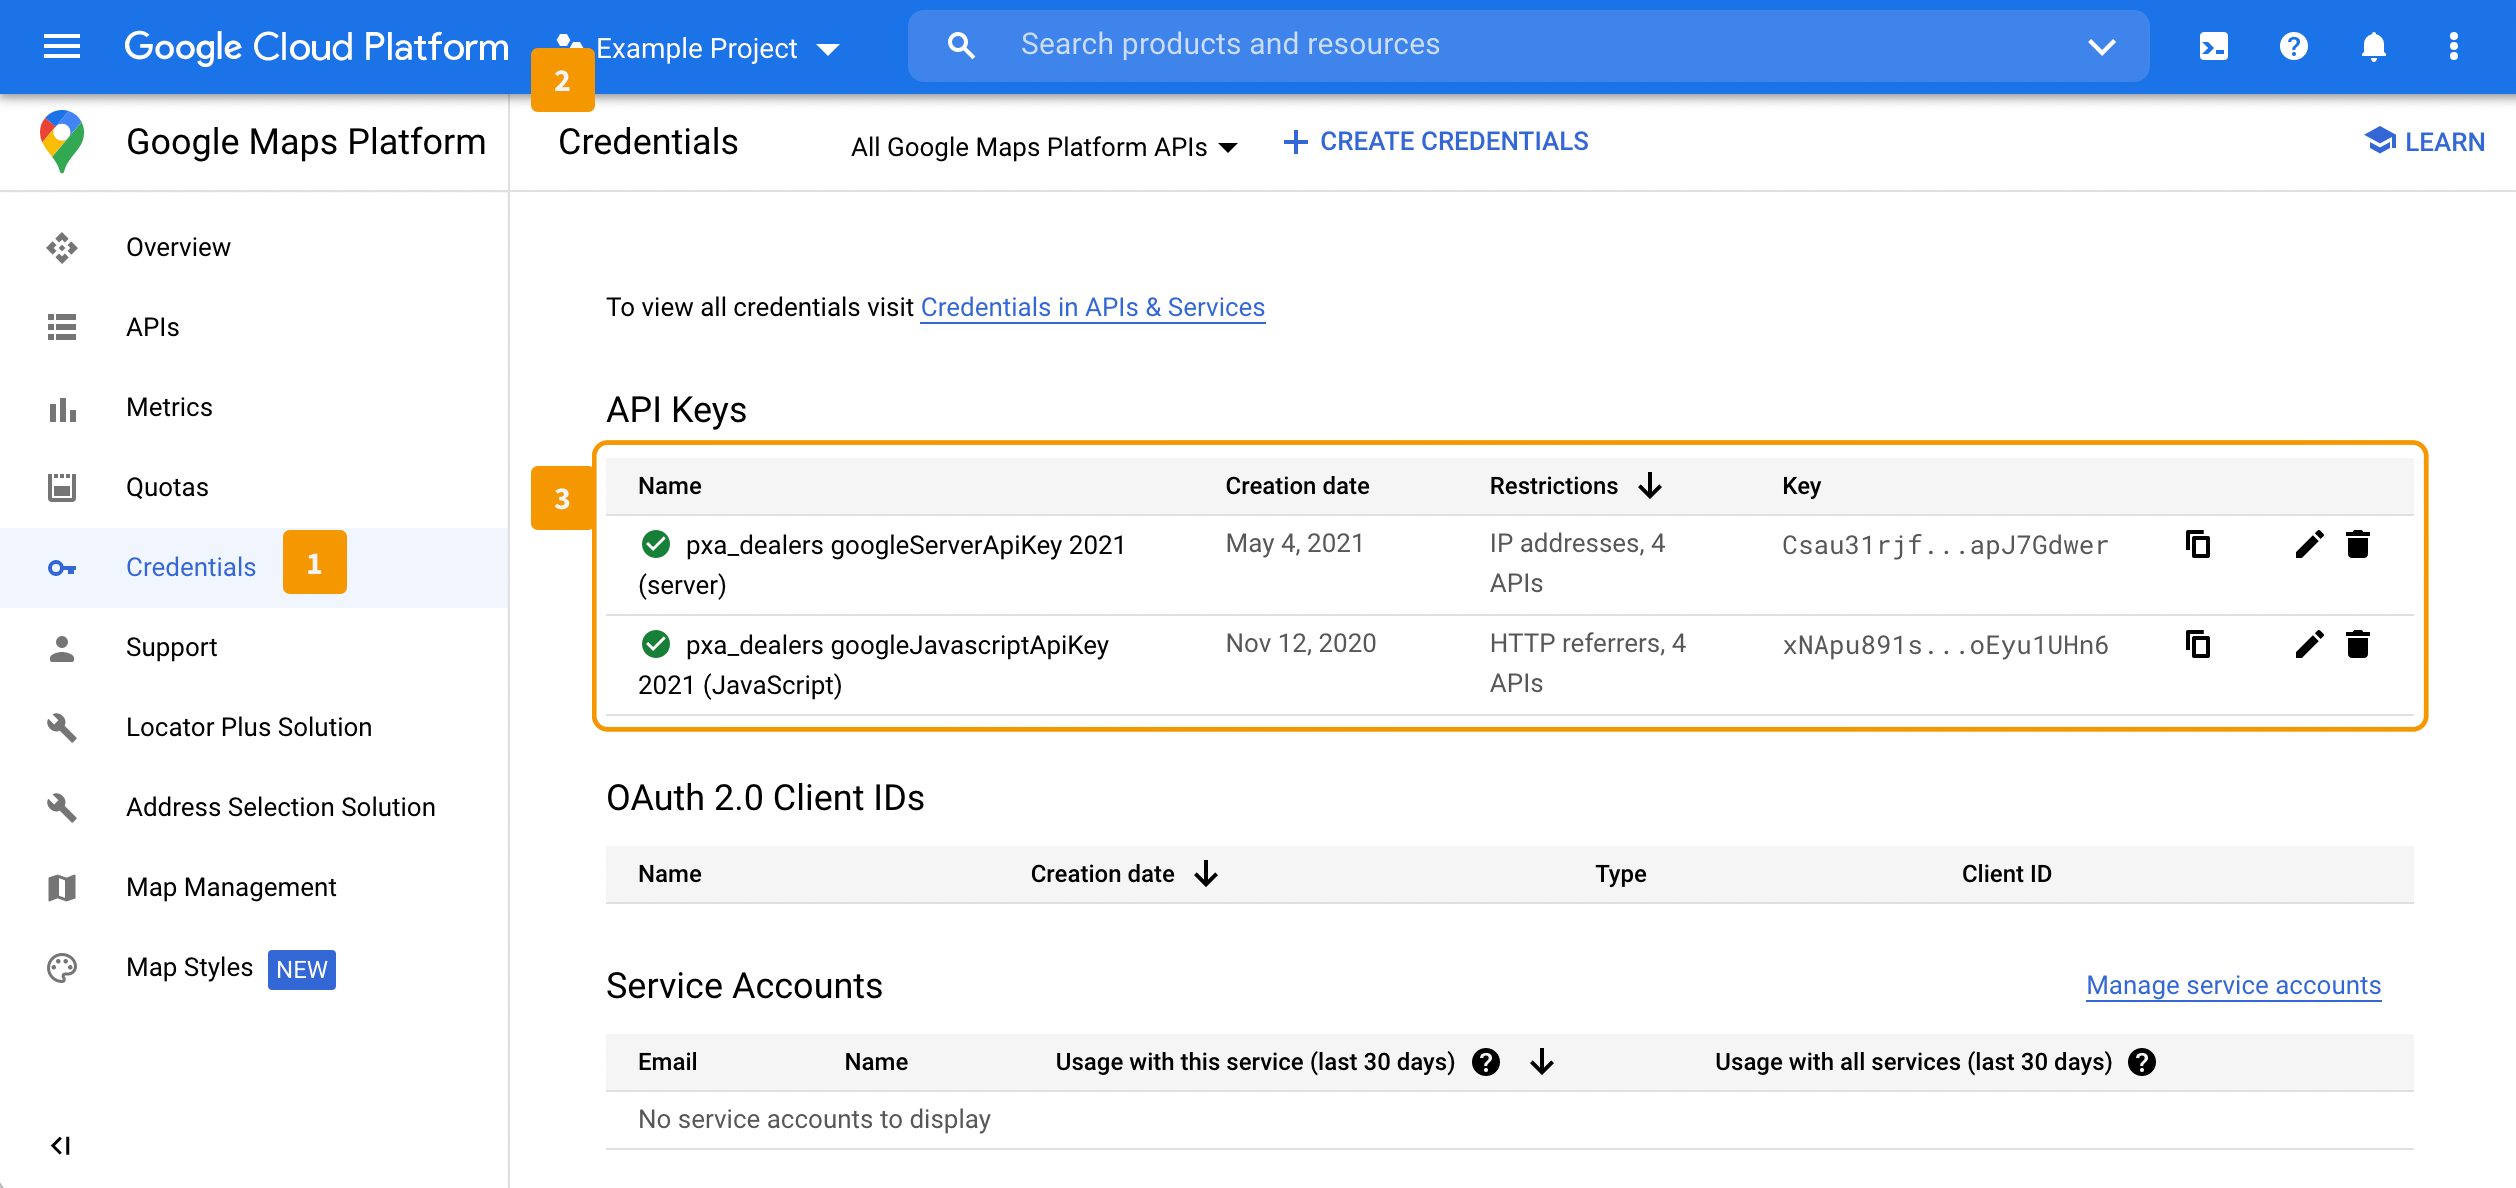 Google Cloud Platform
Example Project
Search products and resources
2
Google Maps Platform
Credentials
All Google Maps Platform APIs
CREATE CREDENTIALS
LEARN
Overview
APIs
Metrics
Quotas
Credentials
1
Support
Locator Plus Solution
Address Selection Solution
Map Management
Map Styles NEW
To view all credentials visit Credentials in APIs & Services
API Keys
3
Name Creation date Restrictions Key
pxa_dealers googleServerApiKey 2021 May 4, 2021 IP addresses, 4 Csau31rjf...apJ7Gdwer
(server) APIs
pxa_dealers googleJavascriptApiKey Nov 12, 2020 HTTP referrers, 4 xNApu891s...oEyu1UHn6
2021 (JavaScript) APIs
OAuth 2.0 Client IDs
Name Creation date Type Client ID
Service Accounts
Manage service accounts
Email Name Usage with this service (last 30 days) ? Usage with all services (last 30 days) ?
No service accounts to display